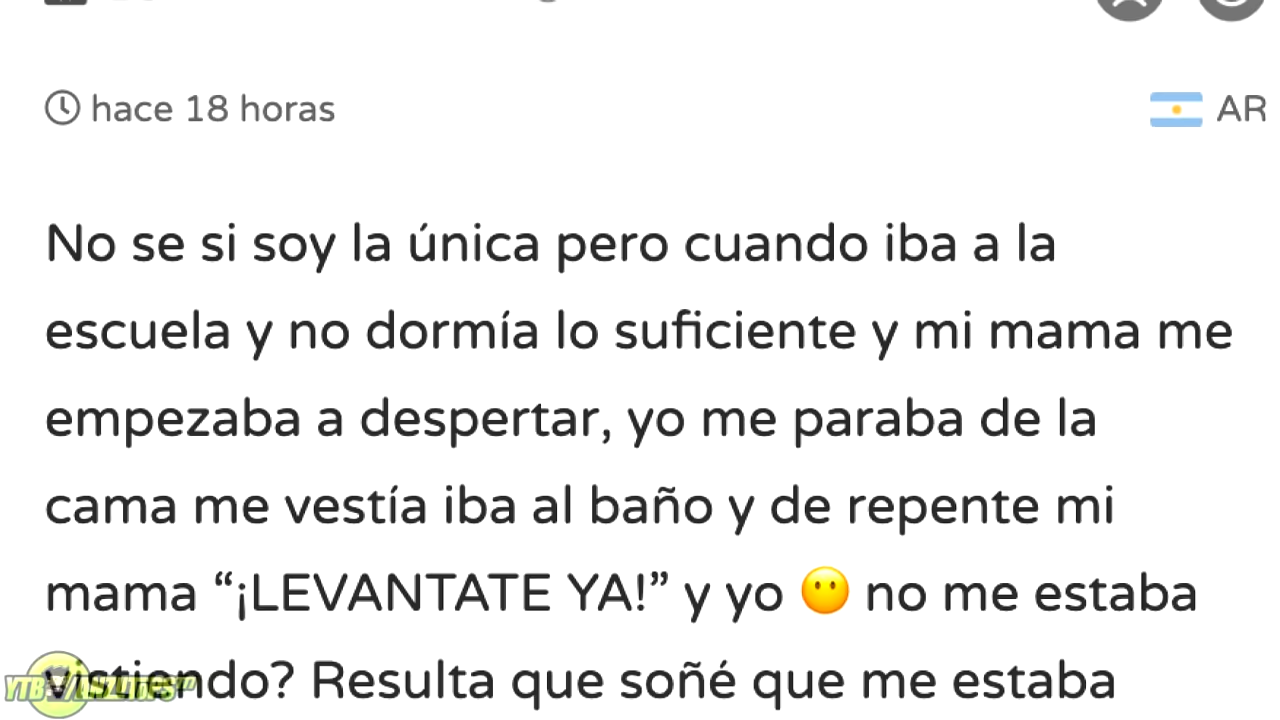 hace 18 horas
AR
No se si soy la única pero cuando iba a la
escuela y no dormía lo suficiente y mi mama me
empezaba a despertar, yo me paraba de la
cama me vestía iba al baño y de repente mi
mama “¡LEVANTATE YA!” y yo 😶 no me estaba
vistiendo? Resulta que soñé que me estaba